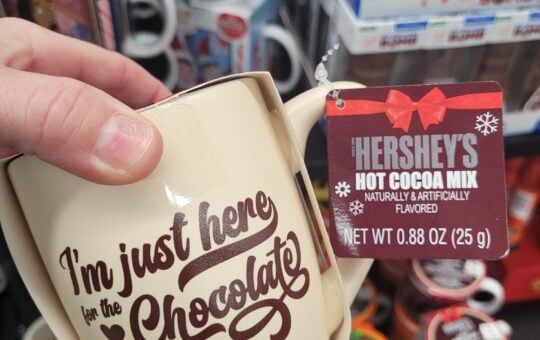 I'm just here
for the
Chocolate
HERSHEY'S
HOT COCOA MIX
NATURALLY & ARTIFICIALLY
FLAVORED
NET WT 0.88 OZ (25 g)